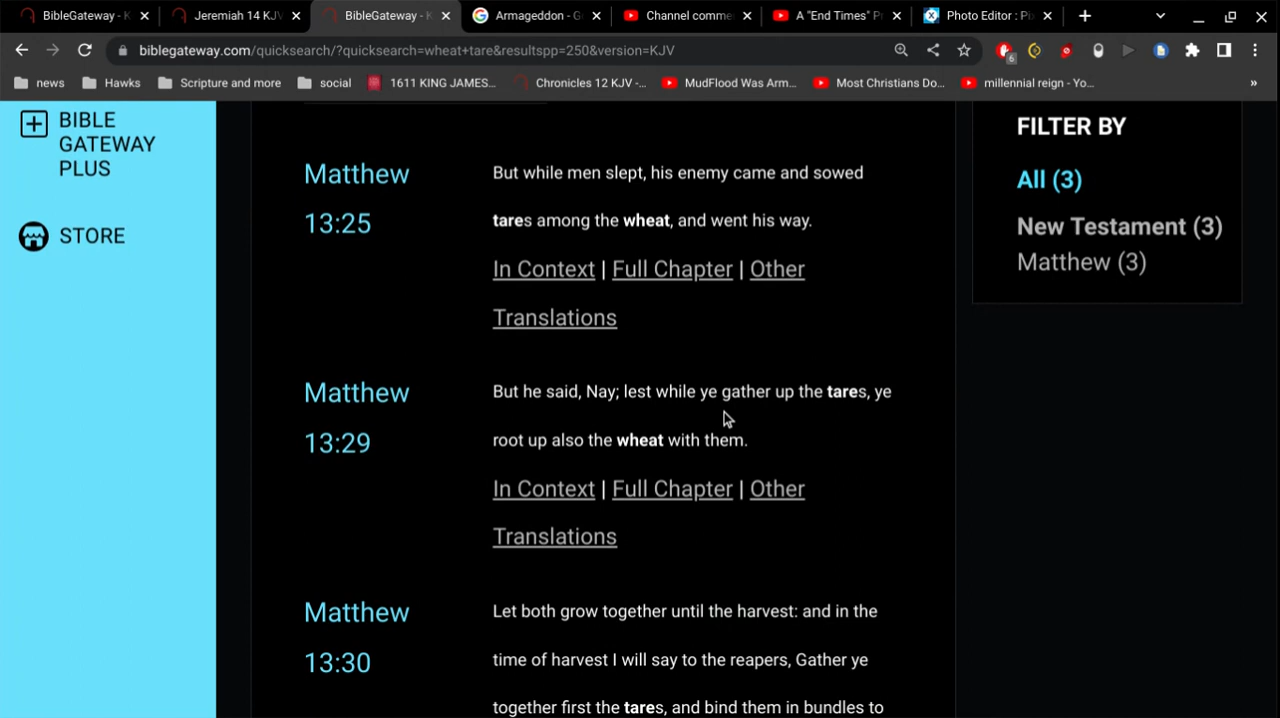 BibleGateway - K
Jeremiah 14 KJV
BibleGateway - K
Armageddon - G
Channel comme
A "End Times" P
Photo Editor : Pi
biblegateway.com/quicksearch/?quicksearch=wheat+tare&resultspp=250&version=KJV
6
news
Hawks
Scripture and more
social
1611 KING JAMES...
Chronicles 12 KJV -...
MudFlood Was Arm...
Most Christians Do...
millennial reign - Yo...
»
BIBLE
GATEWAY
PLUS
STORE
Matthew
13:25
But while men slept, his enemy came and sowed
tares among the wheat, and went his way.
In Context | Full Chapter | Other
Translations
Matthew
13:29
But he said, Nay; lest while ye gather up the tares, ye
root up also the wheat with them.
In Context | Full Chapter | Other
Translations
Matthew
13:30
Let both grow together until the harvest: and in the
time of harvest I will say to the reapers, Gather ye
together first the tares, and bind them in bundles to
FILTER BY
All (3)
New Testament (3)
Matthew (3)